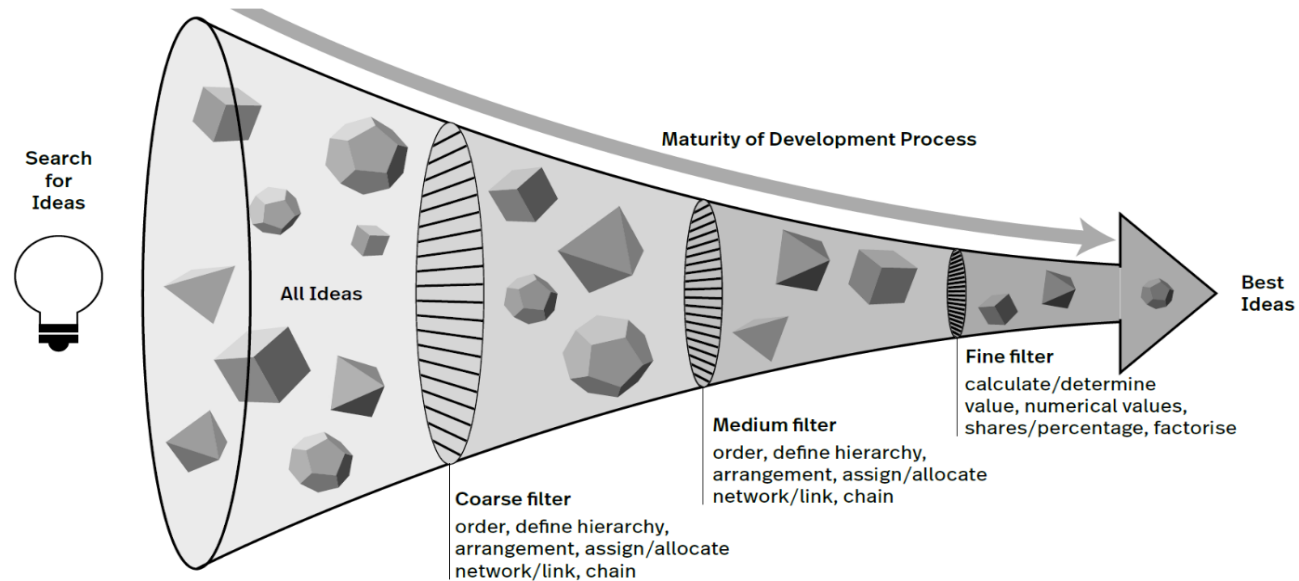 Search
for
Ideas
All Ideas
Maturity of Development Process
Coarse filter
order, define hierarchy,
arrangement, assign/allocate
network/link, chain
Medium filter
order, define hierarchy,
arrangement, assign/allocate
network/link, chain
Fine filter
calculate/determine
value, numerical values,
shares/percentage, factorise
Best
Ideas